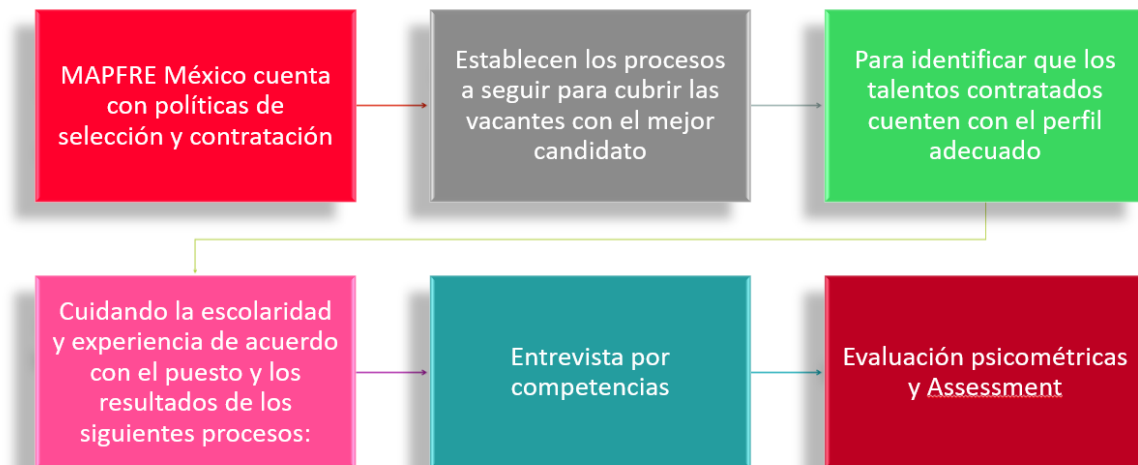 MAPFRE México cuenta
con políticas de
selección y contratación
Establecen los procesos
a seguir para cubrir las
vacantes con el mejor
candidato
Para identificar que los
talentos contratados
cuenten con el perfil
adecuado
Cuidando la escolaridad
y experiencia de acuerdo
con el puesto y los
resultados de los
siguientes procesos:
Entrevista por
competencias
Evaluación psicométricas
y Assessment